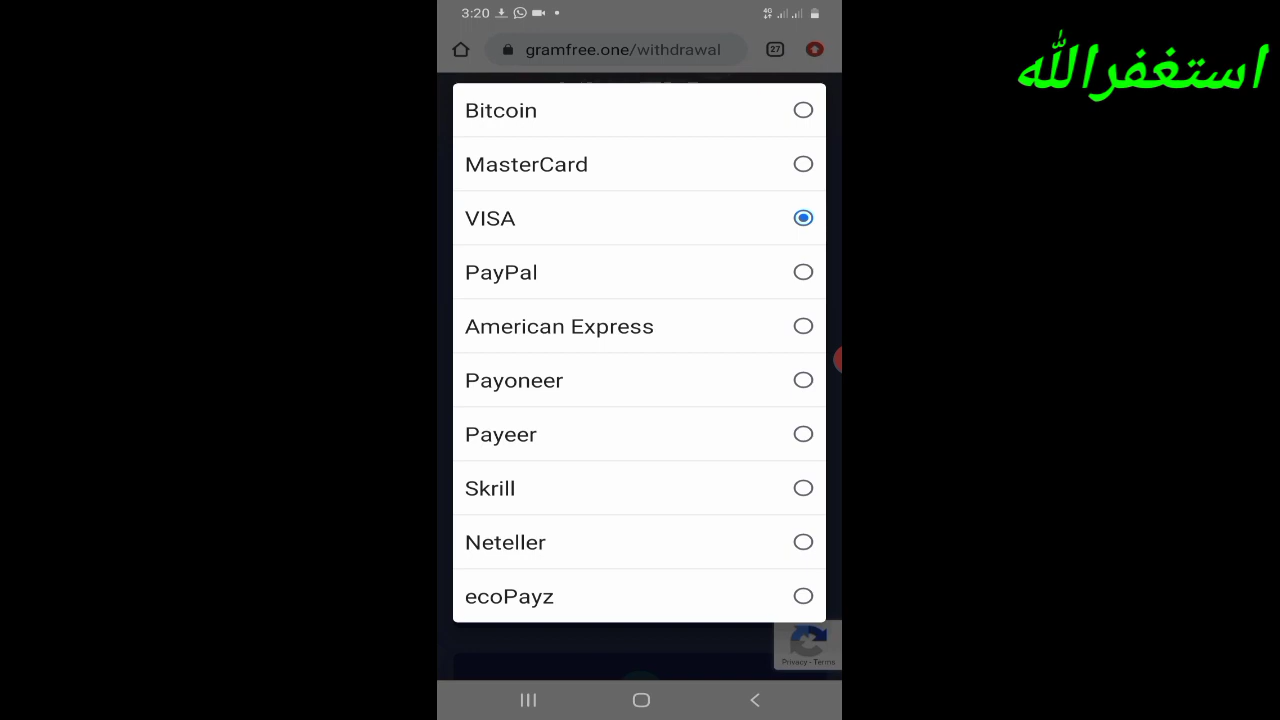 3:20
4G
gramfree.one/withdrawal
27
استغفرالله
Bitcoin
MasterCard
VISA
PayPal
American Express
Payoneer
Payeer
Skrill
Neteller
ecoPayz
Privacy - Terms